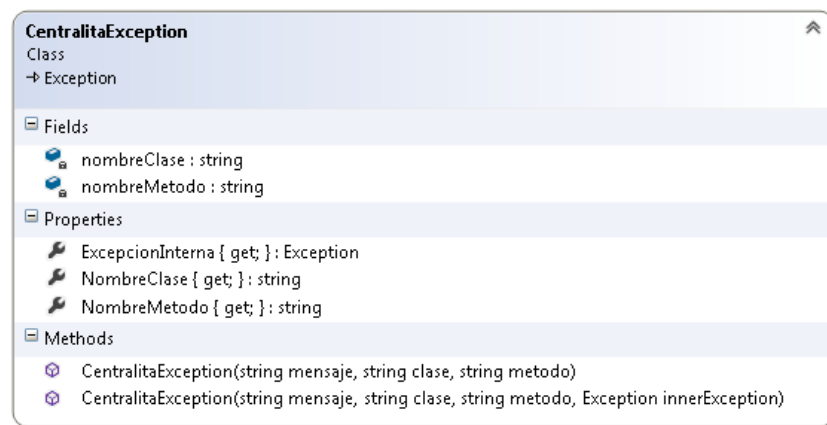 CentralitaException
Class
Exception
Fields
nombreClase : string
nombreMetodo : string
Properties
ExcepcionInterna { get; } : Exception
NombreClase { get; } : string
NombreMetodo { get; } : string
Methods
CentralitaException(string mensaje, string clase, string metodo)
CentralitaException(string mensaje, string clase, string metodo, Exception innerException)